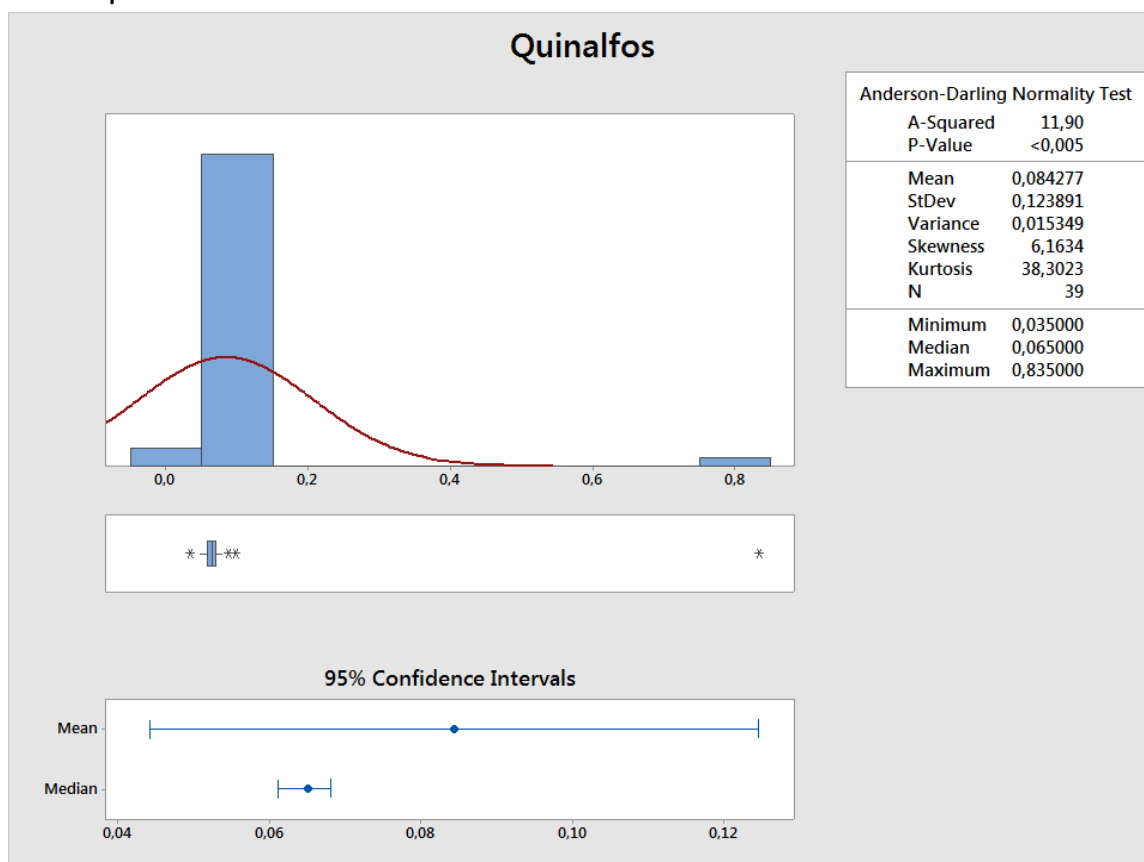 Quinalfos
Anderson-Darling Normality Test
A-Squared 11,90
P-Value <0,005
Mean 0,084277
StDev 0,123891
Variance 0,015349
Skewness 6,1634
Kurtosis 38,3023
N 39
Minimum 0,035000
Median 0,065000
Maximum 0,835000
0,0 0,2 0,4 0,6 0,8
95% Confidence Intervals
Mean
Median
0,04 0,06 0,08 0,10 0,12